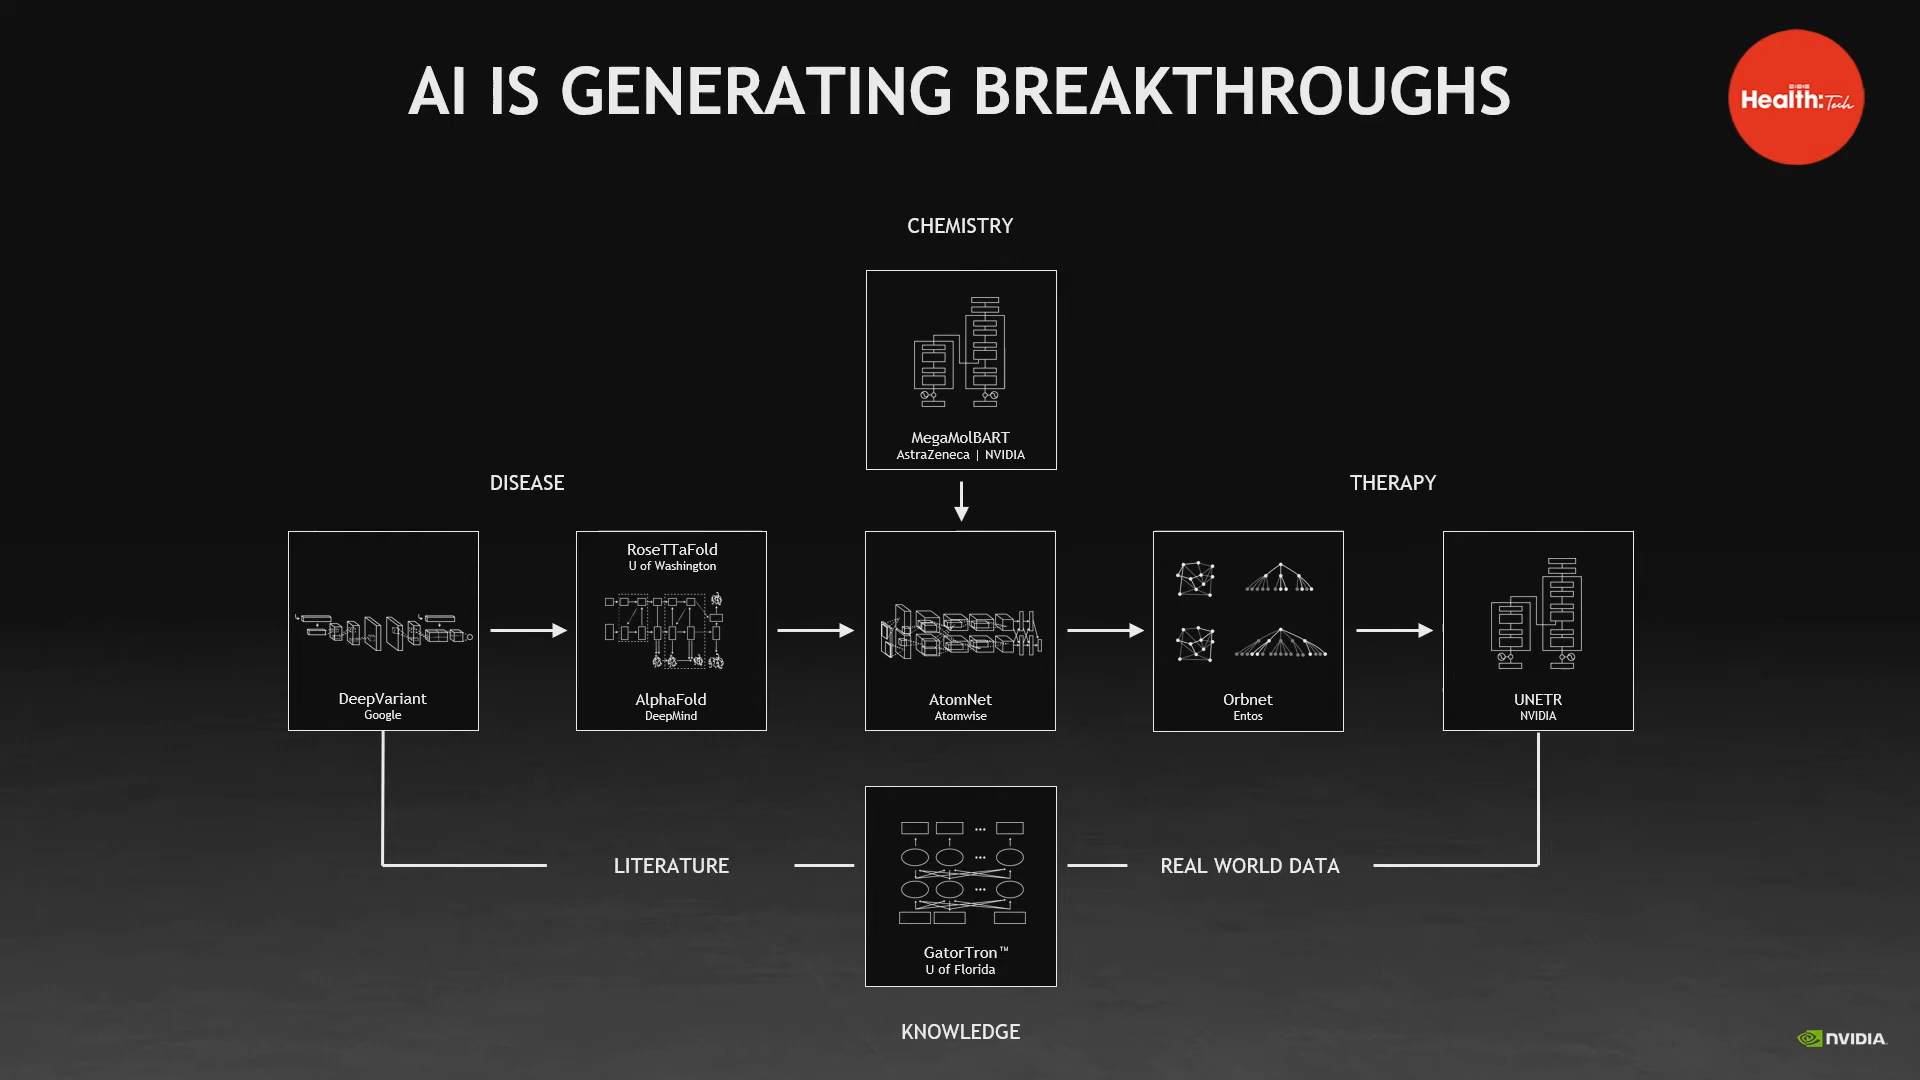 AI IS GENERATING BREAKTHROUGHS
Health:Tech
CHEMISTRY
MegaMolBART
AstraZeneca | NVIDIA
DISEASE
THERAPY
DeepVariant
Google
RoseTTaFold
U of Washington
AlphaFold
DeepMind
AtomNet
Atomwise
Orbnet
Entos
UNETR
NVIDIA
LITERATURE
REAL WORLD DATA
GatorTron™
U of Florida
KNOWLEDGE
NVIDIA.